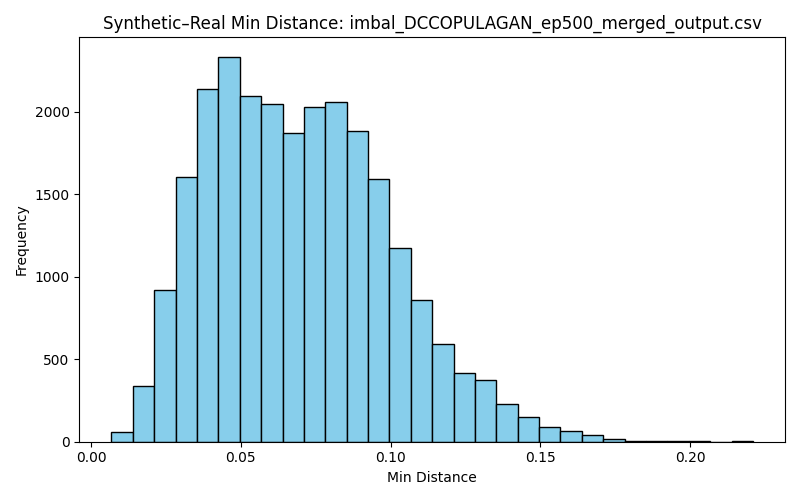 Synthetic–Real Min Distance: imbal_DCCOPULAGAN_ep500_merged_output.csv
Frequency
2000
1500
1000
500
0
0.00 0.05 0.10 0.15 0.20
Min Distance